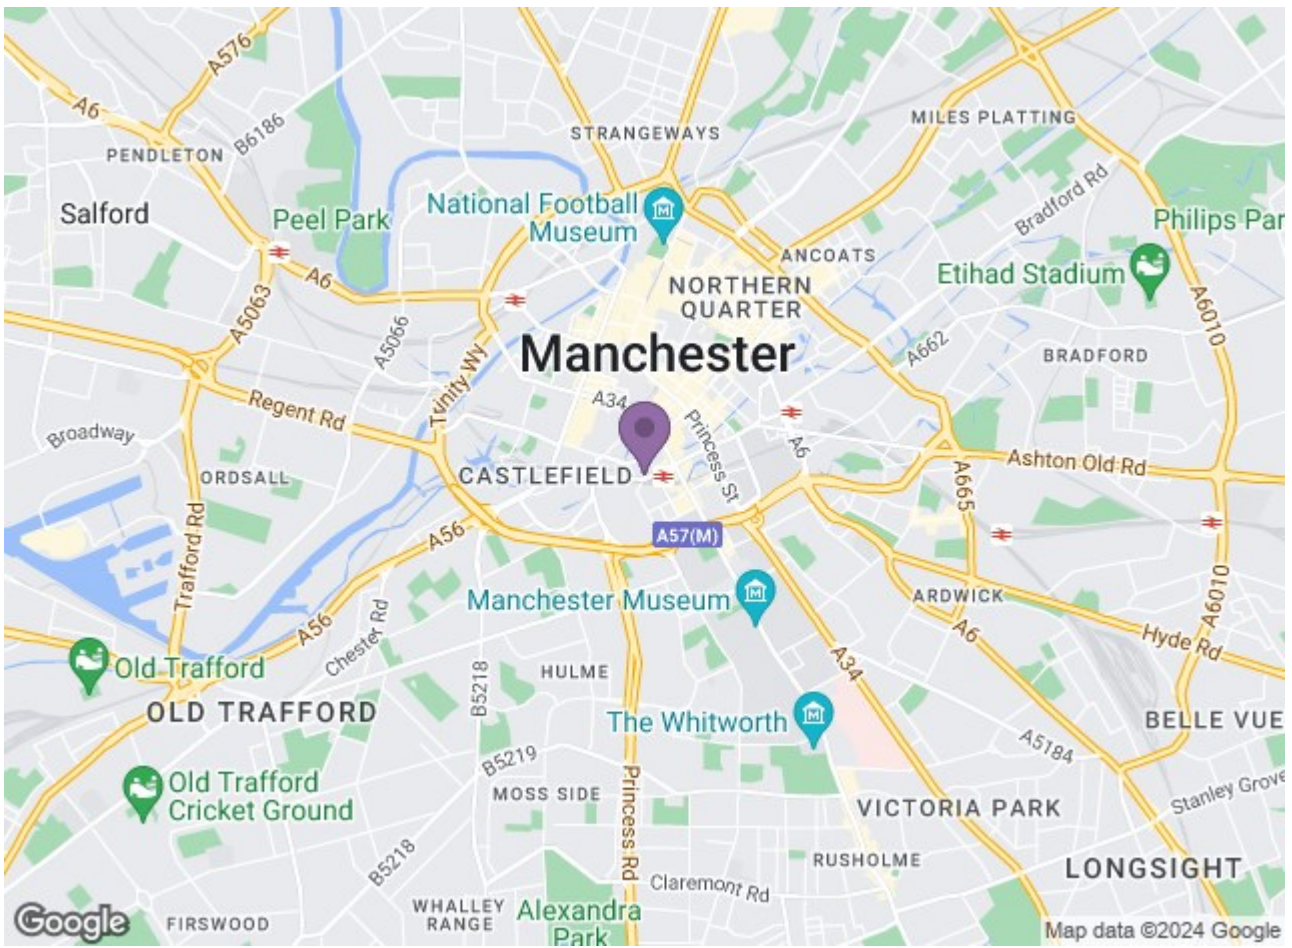 A576
A6
B6186
PENDLETON
STRANGEWAYS
MILES PLATTING
Salford
Peel Park
National Football
Museum
Bradford Rd
Philips Par
ANCOATS
Etihad Stadium
A6
A5063
NORTHERN
QUARTER
A6010
A5066
Trinity Wy
Manchester
A662
BRADFORD
Regent Rd
A34
Princess St
A6
Broadway
ORDSALL
CASTLEFIELD
Ashton Old Rd
A665
Trafford Rd
A56
A57(M)
A6010
Manchester Museum
ARDWICK
A56
Chester Rd
A6
Hyde Rd
Old Trafford
HULME
B5218
A34
OLD TRAFFORD
The Whitworth
BELLE VUE
A5184
B5219
Old Trafford
Cricket Ground
MOSS SIDE
Princess Rd
VICTORIA PARK
Stanley Grove
B5218
RUSHOLME
LONGSIGHT
Claremont Rd
Google
FIRSWOOD
WHALLEY
RANGE
Alexandra
Park
Map data ©2024 Google